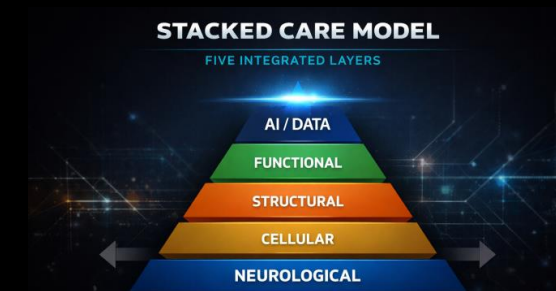 STACKED CARE MODEL
FIVE INTEGRATED LAYERS
AI / DATA
FUNCTIONAL
STRUCTURAL
CELLULAR
NEUROLOGICAL